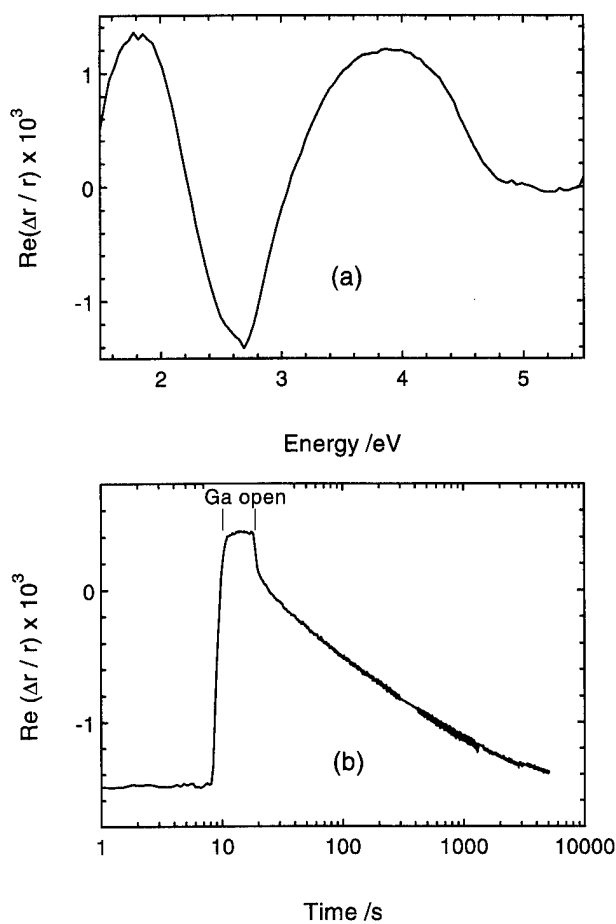 Re(Δr / r) x 10³
1
0
-1
(a)
2
3
4
5
Energy /eV
Re (Δr / r) x 10³
Ga open
0
-1
(b)
1
10
100
1000
10000
Time /s